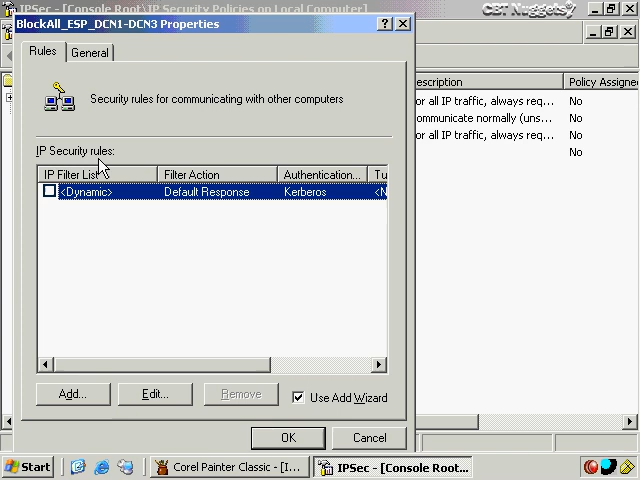 IPSec - [Console Root\IP Security Policies on Local Computer]
CBT Nuggets
BlockAll_ESP_DCN1-DCN3 Properties
Rules
General
Security rules for communicating with other computers
IP Security rules:
IP Filter List
Filter Action
Authentication...
Tu
<Dynamic>
Default Response
Kerberos
<N
Add...
Edit...
Remove
Use Add Wizard
OK
Cancel
escription
Policy Assigne
or all IP traffic, always req...
No
ommunicate normally (uns...
No
or all IP traffic, always req...
No
No
Start
Corel Painter Classic - [I...
IPSec - [Console Root...